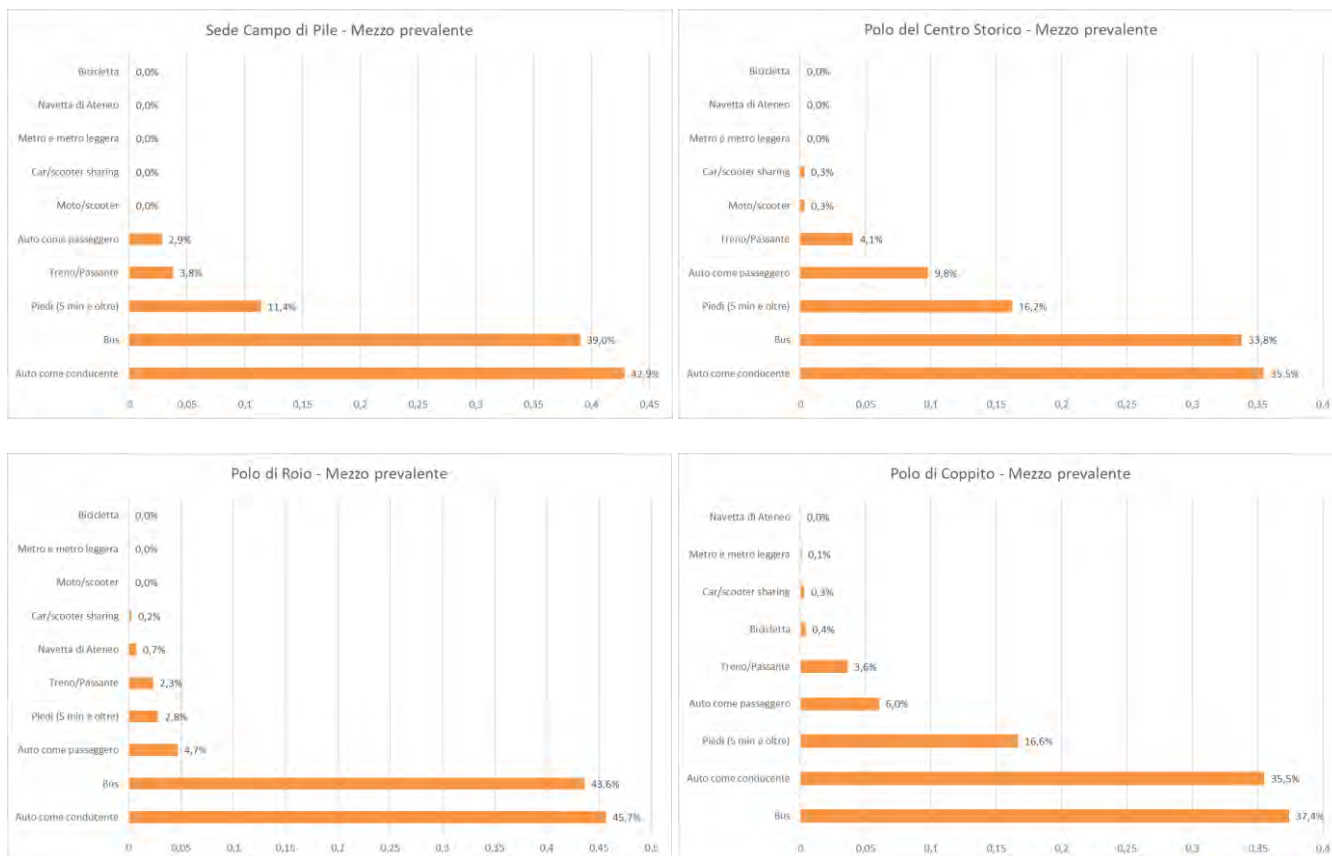 Sede Campo di Pile - Mezzo prevalente
Bicicletta 0,0%
Navetta di Ateneo 0,0%
Metro e metro leggera 0,0%
Car/scooter sharing 0,0%
Moto/scooter 0,0%
Auto come passeggero 2,9%
Treno/Passante 3,8%
Piedi (5 min e oltre) 11,4%
Bus 39,0%
Auto come conducente 42,9%
0 0,05 0,1 0,15 0,2 0,25 0,3 0,35 0,4 0,45
Polo del Centro Storico - Mezzo prevalente
Bicicletta 0,0%
Navetta di Ateneo 0,0%
Metro e metro leggera 0,0%
Car/scooter sharing 0,3%
Moto/scooter 0,3%
Treno/Passante 4,1%
Auto come passeggero 9,8%
Piedi (5 min e oltre) 16,2%
Bus 33,8%
Auto come conducente 35,5%
0 0,05 0,1 0,15 0,2 0,25 0,3 0,35 0,4
Polo di Roio - Mezzo prevalente
Bicicletta 0,0%
Metro e metro leggera 0,0%
Moto/scooter 0,0%
Car/scooter sharing 0,2%
Navetta di Ateneo 0,7%
Treno/Passante 2,3%
Piedi (5 min e oltre) 2,8%
Auto come passeggero 4,7%
Bus 43,6%
Auto come conducente 45,7%
0 0,05 0,1 0,15 0,2 0,25 0,3 0,35 0,4 0,45 0,5
Polo di Coppito - Mezzo prevalente
Navetta di Ateneo 0,0%
Metro e metro leggera 0,1%
Car/scooter sharing 0,3%
Bicicletta 0,4%
Treno/Passante 3,6%
Auto come passeggero 6,0%
Piedi (5 min e oltre) 16,6%
Auto come conducente 35,5%
Bus 37,4%
0 0,05 0,1 0,15 0,2 0,25 0,3 0,35 0,4